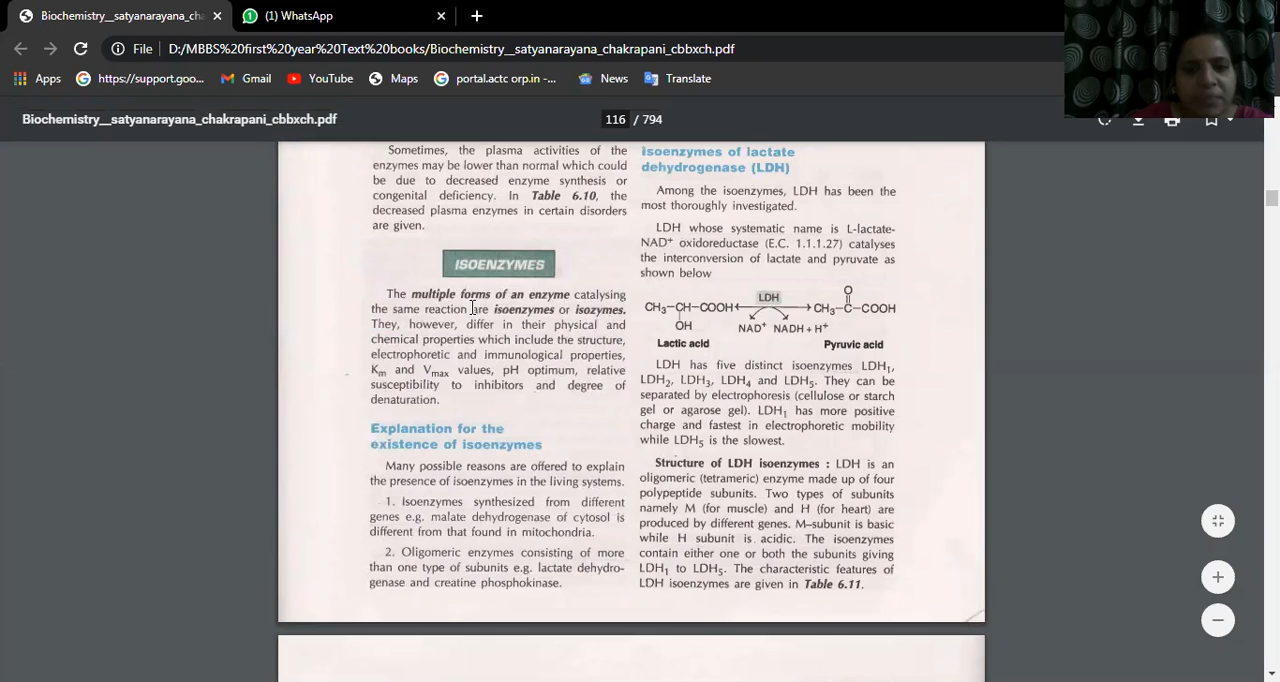 Biochemistry__satyanarayana_cha
(1) WhatsApp
File
D:/MBBS%20first%20year%20Text%20books/Biochemistry_satyanarayana_chakrapani_cbbxch.pdf
Apps
https://support.goo...
Gmail
YouTube
Maps
portal.actc orp.in -...
News
Translate
Biochemistry__satyanarayana_chakrapani_cbbxch.pdf
116 / 794
Sometimes, the plasma activities of the
enzymes may be lower than normal which could
be due to decreased enzyme synthesis or
congenital deficiency. In Table 6.10, the
decreased plasma enzymes in certain disorders
are given.
ISOENZYMES
The multiple forms of an enzyme catalysing
the same reaction are isoenzymes or isozymes.
They, however, differ in their physical and
chemical properties which include the structure,
electrophoretic and immunological properties,
Km and Vmax values, pH optimum, relative
susceptibility to inhibitors and degree of
denaturation.
Explanation for the
existence of isoenzymes
Many possible reasons are offered to explain
the presence of isoenzymes in the living systems.
1. Isoenzymes synthesized from different
genes e.g. malate dehydrogenase of cytosol is
different from that found in mitochondria.
2. Oligomeric enzymes consisting of more
than one type of subunits e.g. lactate dehydro-
genase and creatine phosphokinase.
Isoenzymes of lactate
dehydrogenase (LDH)
Among the isoenzymes, LDH has been the
most thoroughly investigated.
LDH whose systematic name is L-lactate-
NAD⁺ oxidoreductase (E.C. 1.1.1.27) catalyses
the interconversion of lactate and pyruvate as
shown below
O
LDH
CH₃–CH–COOH CH₃–C–COOH
OH NAD⁺ NADH + H⁺
Lactic acid Pyruvic acid
LDH has five distinct isoenzymes LDH₁,
LDH₂, LDH₃, LDH₄ and LDH₅. They can be
separated by electrophoresis (cellulose or starch
gel or agarose gel). LDH₁ has more positive
charge and fastest in electrophoretic mobility
while LDH₅ is the slowest.
Structure of LDH isoenzymes : LDH is an
oligomeric (tetrameric) enzyme made up of four
polypeptide subunits. Two types of subunits
namely M (for muscle) and H (for heart) are
produced by different genes. M–subunit is basic
while H subunit is acidic. The isoenzymes
contain either one or both the subunits giving
LDH₁ to LDH₅. The characteristic features of
LDH isoenzymes are given in Table 6.11.